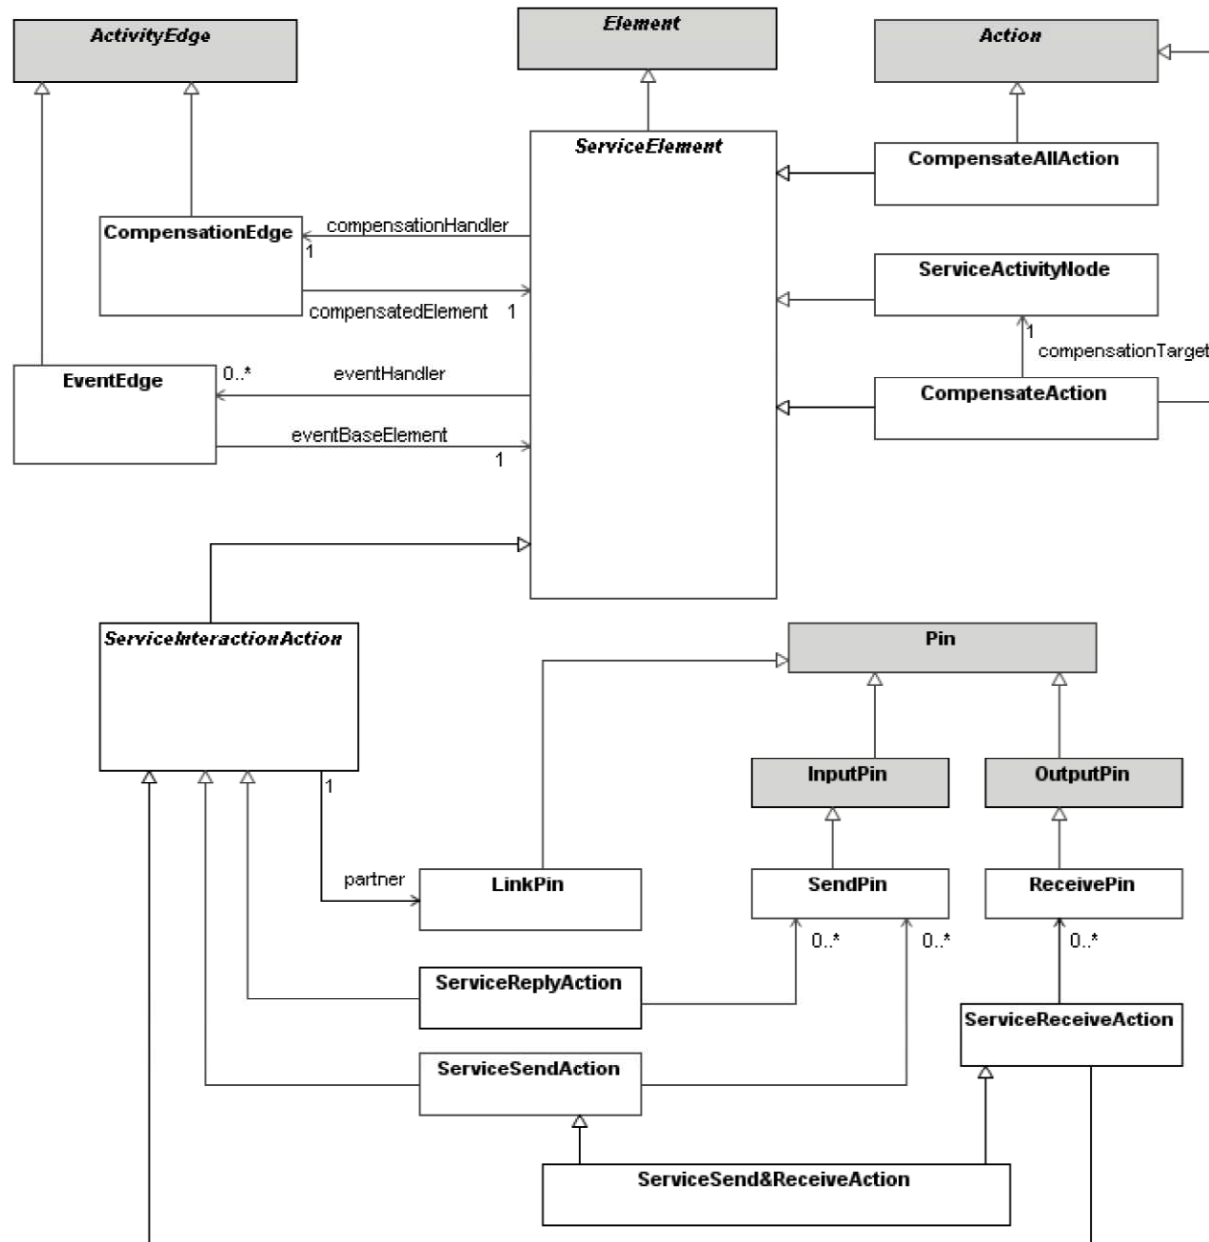 ActivityEdge
Element
Action
ServiceElement
CompensateAllAction
CompensationEdge
compensationHandler
1
compensatedElement
1
ServiceActivityNode
1
compensationTarget
EventEdge
0..*
eventHandler
CompensateAction
eventBaseElement
1
ServiceInteractionAction
Pin
1
InputPin
OutputPin
partner
LinkPin
SendPin
ReceivePin
0..*
0..*
0..*
ServiceReplyAction
ServiceReceiveAction
ServiceSendAction
ServiceSend&ReceiveAction